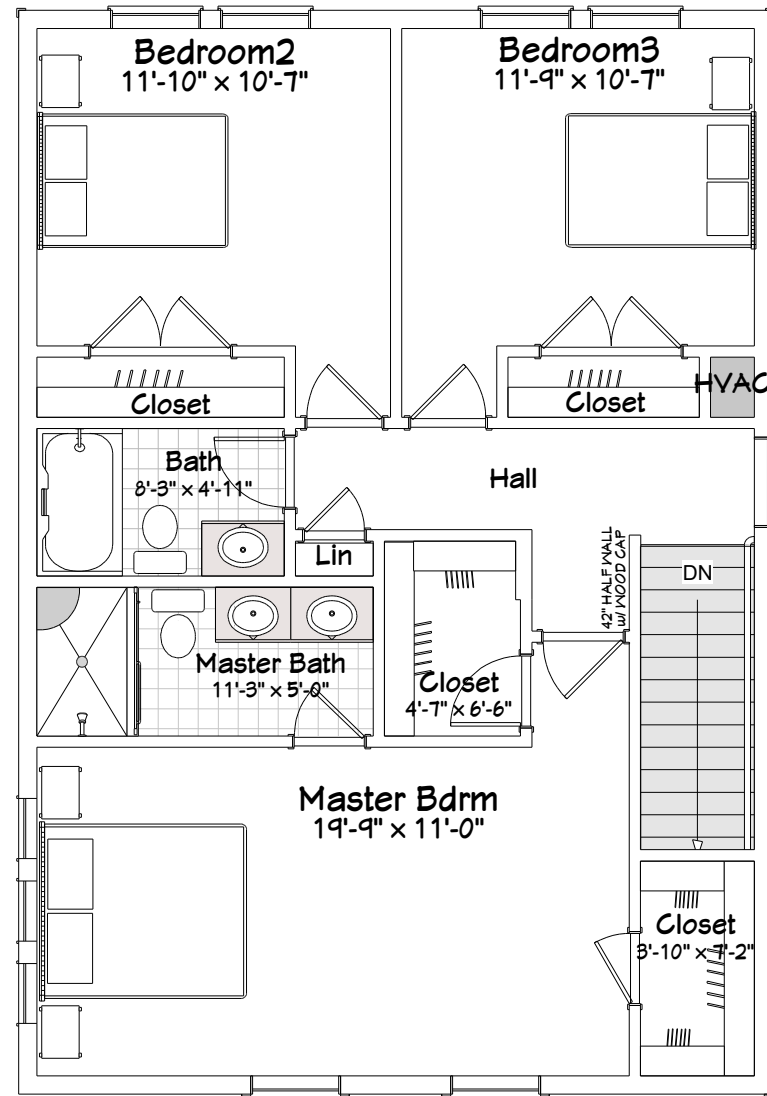 Bedroom2
11'-10" x 10'-7"
Bedroom3
11'-9" x 10'-7"
Closet
Closet
HVAC
Bath
8'-3" x 4'-11"
Hall
Lin
42" HALF WALL
w/ WOOD CAP
DN
Master Bath
11'-3" x 5'-0"
Closet
4'-7" x 6'-6"
Master Bdrm
19'-9" x 11'-0"
Closet
3'-10" x 7'-2"